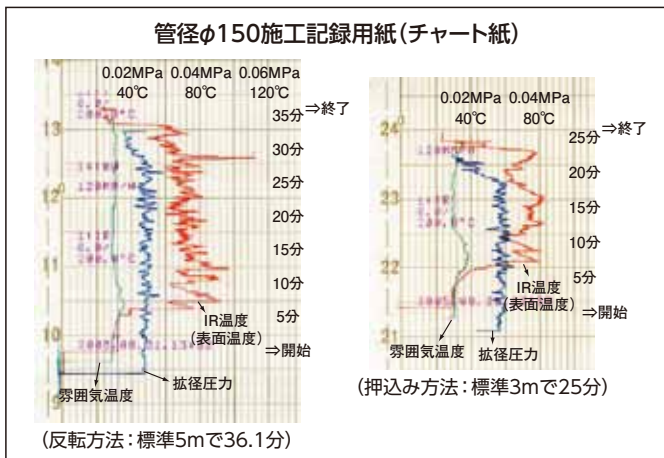 管径φ150施工記録用紙(チャート紙)
0.02MPa 0.04MPa 0.06MPa
40℃ 80℃ 120℃
35分⇒終了
30分
25分
20分
15分
10分
5分
⇒開始
IR温度
(表面温度)
雰囲気温度
拡径圧力
13
12
11
10
9
(反転方法：標準5mで36.1分)
0.02MPa 0.04MPa
40℃ 80℃
25分⇒終了
20分
15分
10分
5分
⇒開始
IR温度
(表面温度)
雰囲気温度
拡径圧力
24
23
22
21
(押込み方法：標準3mで25分)